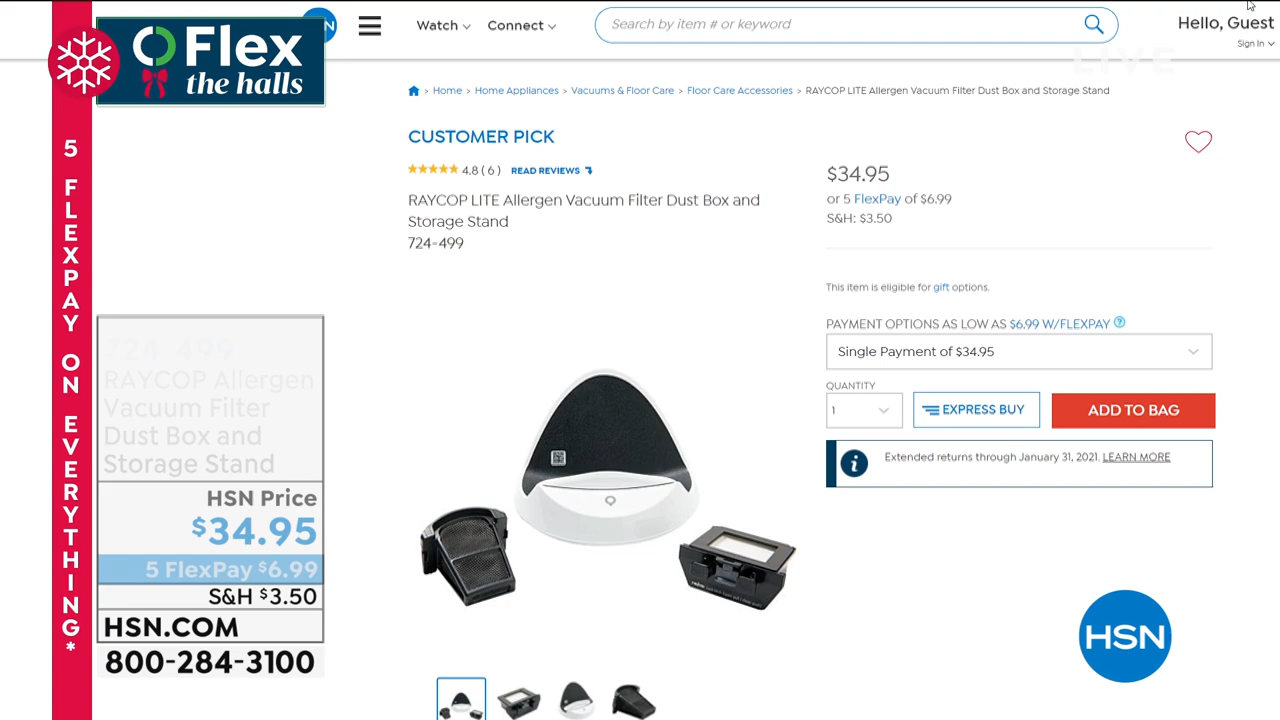 Flex
the halls
5 FLEXPAY ON EVERYTHING*
724-499
RAYCOP Allergen
Vacuum Filter
Dust Box and
Storage Stand
HSN Price
$34.95
5 FlexPay $6.99
S&H $3.50
HSN.COM
800-284-3100
Watch
Connect
Search by item # or keyword
Hello, Guest
Sign In
LIVE
> Home > Home Appliances > Vacuums & Floor Care > Floor Care Accessories > RAYCOP LITE Allergen Vacuum Filter Dust Box and Storage Stand
CUSTOMER PICK
4.8 ( 6 ) READ REVIEWS
RAYCOP LITE Allergen Vacuum Filter Dust Box and
Storage Stand
724-499
$34.95
or 5 FlexPay of $6.99
S&H: $3.50
This item is eligible for gift options.
PAYMENT OPTIONS AS LOW AS $6.99 W/FLEXPAY ?
Single Payment of $34.95
QUANTITY
1
EXPRESS BUY
ADD TO BAG
Extended returns through January 31, 2021. LEARN MORE
HSN